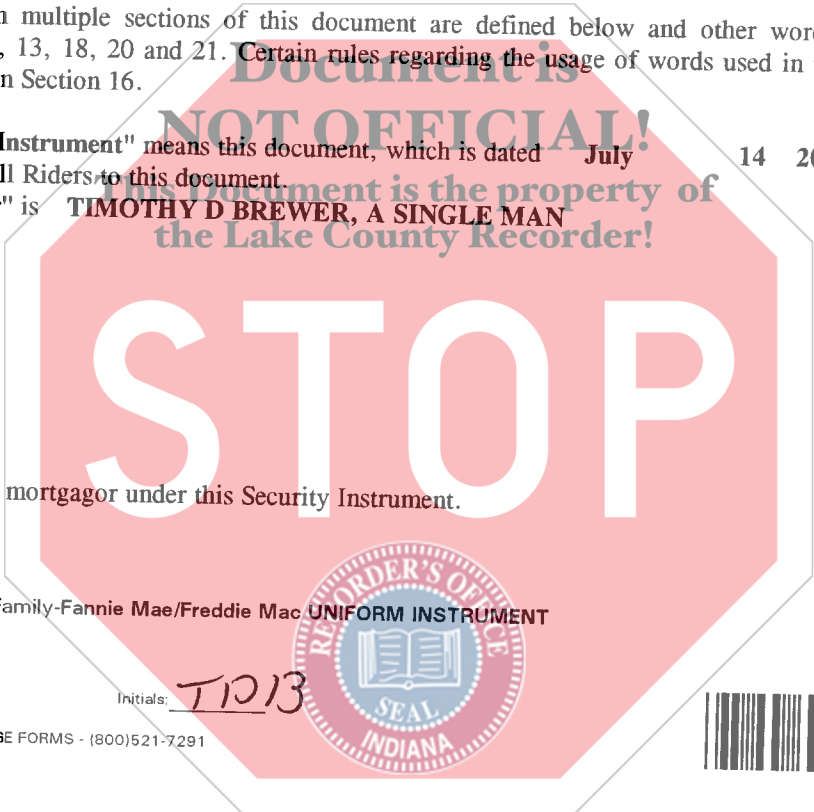 multiple sections of this document are defined below and other
, 13, 18, 20 and 21. Certain rules regarding the usage of words used in
n Section 16.
Document is
NOT OFFICIAL!
Instrument" means this document, which is dated July 14 20
ll Riders to this document.
This Document is the property of
" is TIMOTHY D BREWER, A SINGLE MAN
the Lake County Recorder!
STOP
mortgagor under this Security Instrument.
RECORDER'S OFFICE
Family-Fannie Mae/Freddie Mac UNIFORM INSTRUMENT
Initials: TDB
SEAL
INDIANA
GE FORMS - (800)521-7291